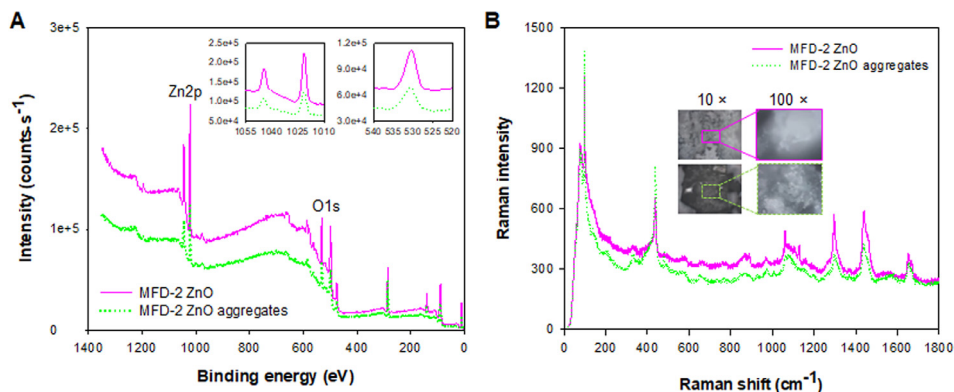 A
Intensity (counts-s-1)
3e+5
2e+5
1e+5
0
Zn2p
O1s
2.5e+5
2.0e+5
1.5e+5
1.0e+5
5.0e+4
1055 1040 1025 1010
1.2e+5
9.0e+4
6.0e+4
3.0e+4
540 535 530 525 520
MFD-2 ZnO
MFD-2 ZnO aggregates
1400 1200 1000 800 600 400 200 0
Binding energy (eV)
B
Raman intensity
1500
1200
900
600
300
0
MFD-2 ZnO
MFD-2 ZnO aggregates
10 × 100 ×
0 200 400 600 800 1000 1200 1400 1600 1800
Raman shift (cm-1)